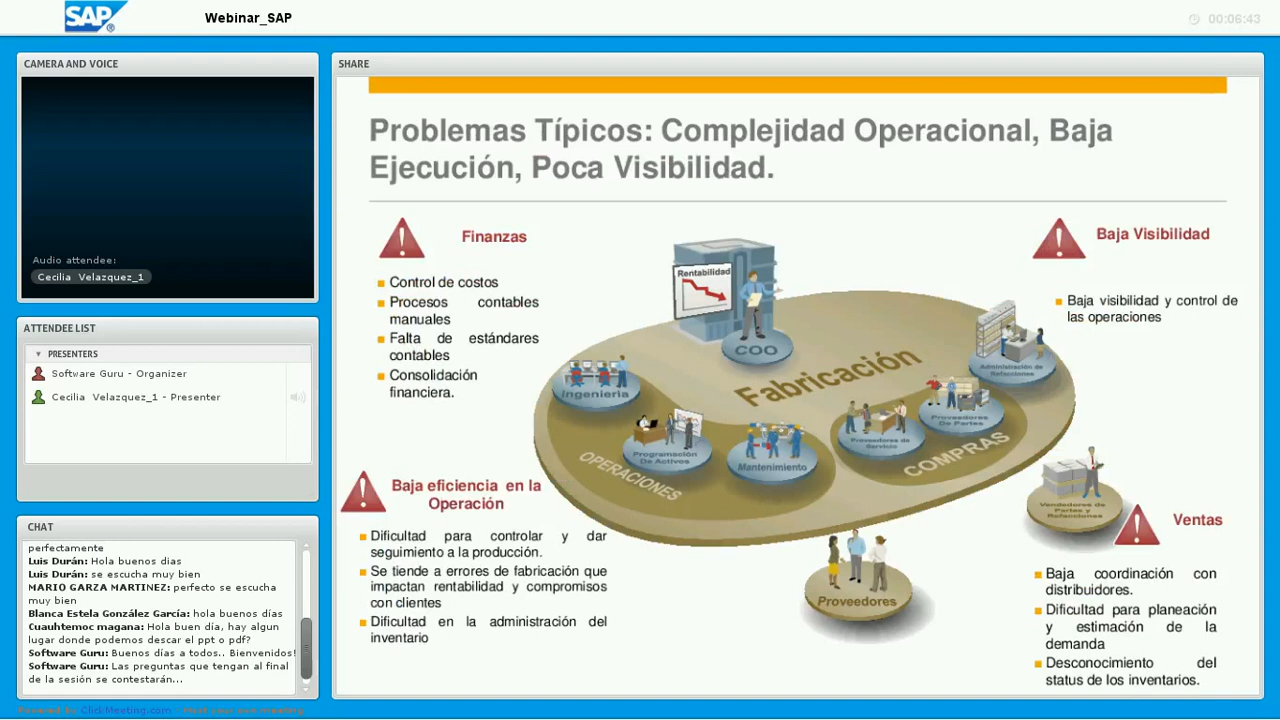 SAP
Webinar_SAP
00:06:43
CAMERA AND VOICE
Audio attendee:
Cecilia Velazquez_1
ATTENDEE LIST
PRESENTERS
Software Guru - Organizer
Cecilia Velazquez_1 - Presenter
CHAT
perfectamente
Luis Durán: Hola buenos dias
Luis Durán: se escucha muy bien
MARIO GARZA MARTINEZ: perfecto se escucha
muy bien
Blanca Estela González García: hola buenos días
Cuauhtemoc magana: Hola buen día, hay algun
lugar donde podemos descar el ppt o pdf?
Software Guru: Buenos días a todos.. Bienvenidos!
Software Guru: Las preguntas que tengan al final
de la sesión se contestarán...
Powered by ClickMeeting.com - Host your own meeting
SHARE
Problemas Típicos: Complejidad Operacional, Baja
Ejecución, Poca Visibilidad.
Finanzas
Control de costos
Procesos contables
manuales
Falta de estándares
contables
Consolidación
financiera.
Baja eficiencia en la
Operación
Dificultad para controlar y dar
seguimiento a la producción.
Se tiende a errores de fabricación que
impactan rentabilidad y compromisos
con clientes
Dificultad en la administración del
inventario
Rentabilidad
COO
Fabricación
Ingenieria
Programación
De Activos
Mantenimiento
OPERACIONES
Proveedores de
Servicio
Proveedores
De Partes
COMPRAS
Administración de
Refacciones
Proveedores
Vendedores de
Partes y
Refacciones
Baja Visibilidad
Baja visibilidad y control de
las operaciones
Ventas
Baja coordinación con
distribuidores.
Dificultad para planeación
y estimación de la
demanda
Desconocimiento del
status de los inventarios.